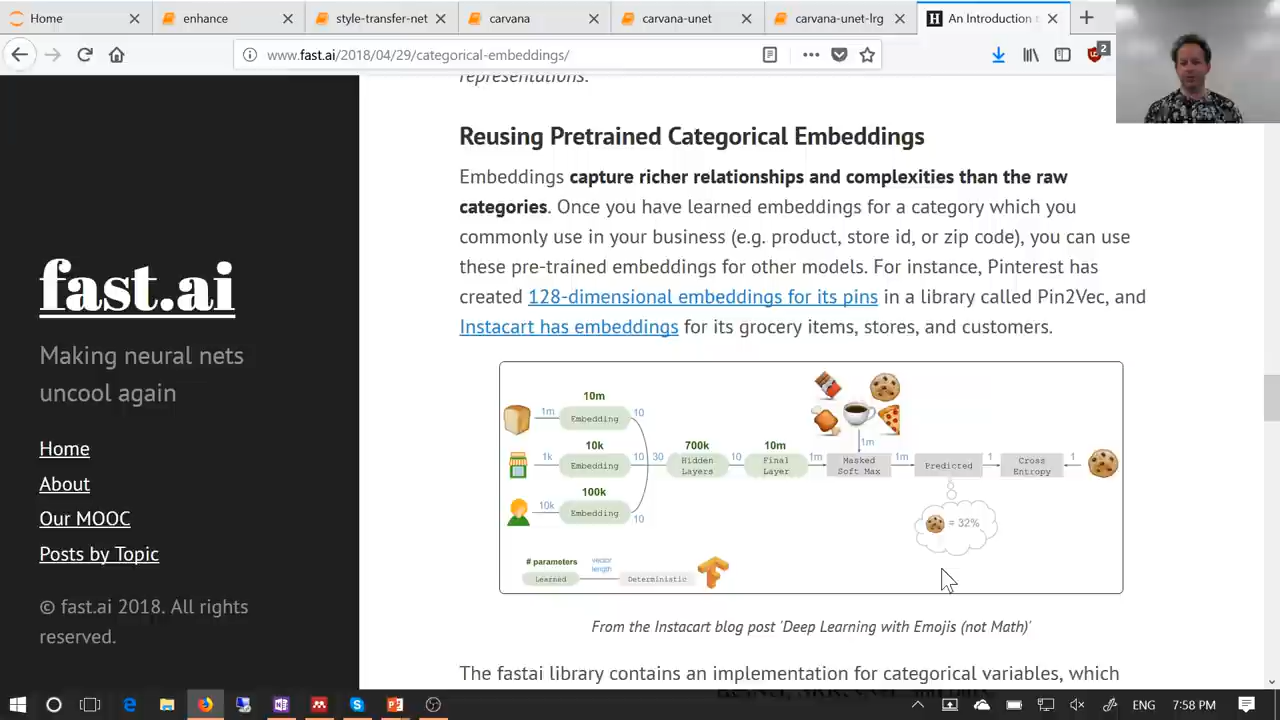 Home
enhance
style-transfer-net
carvana
carvana-unet
carvana-unet-lrg
An Introduction t
www.fast.ai/2018/04/29/categorical-embeddings/
2
representations.
Reusing Pretrained Categorical Embeddings
Embeddings capture richer relationships and complexities than the raw
categories. Once you have learned embeddings for a category which you
commonly use in your business (e.g. product, store id, or zip code), you can use
these pre-trained embeddings for other models. For instance, Pinterest has
created 128-dimensional embeddings for its pins in a library called Pin2Vec, and
Instacart has embeddings for its grocery items, stores, and customers.
fast.ai
Making neural nets
uncool again
Home
About
Our MOOC
Posts by Topic
© fast.ai 2018. All rights
reserved.
10m
1m Embedding 10
10k
1k Embedding 10 30
100k
10k Embedding 10
700k
Hidden
Layers
10
10m
Final
Layer
1m
1m
Masked
Soft Max
1m
Predicted
1
Cross
Entropy
1
= 32%
# parameters
vector
length
Learned
Deterministic
From the Instacart blog post 'Deep Learning with Emojis (not Math)'
The fastai library contains an implementation for categorical variables, which
ENG
7:58 PM